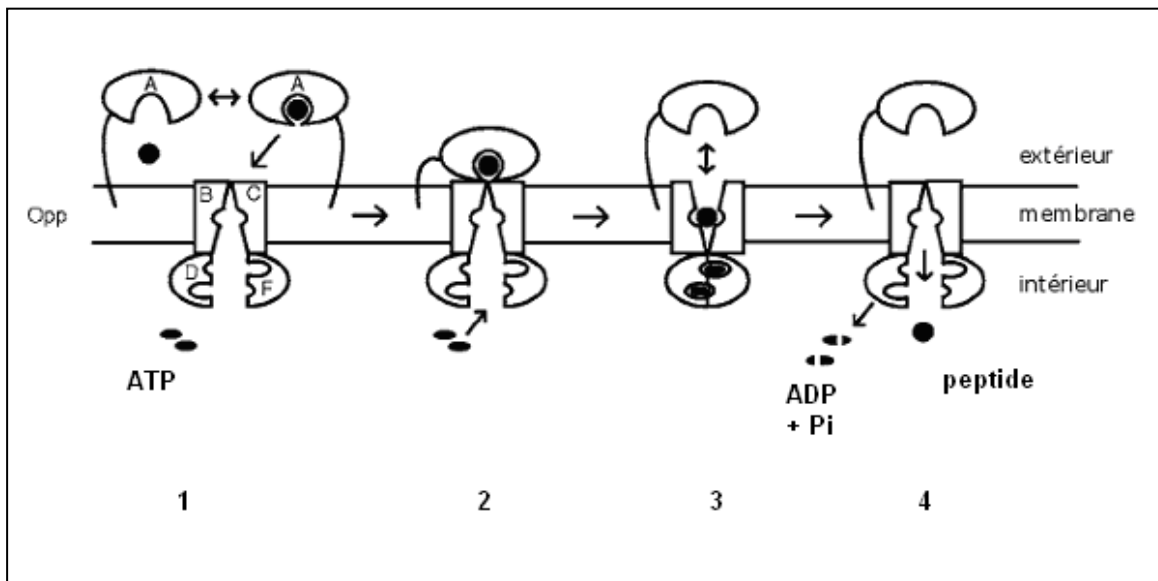 A A
extérieur
B C
Opp
membrane
D F
intérieur
ATP
peptide
ADP
+ Pi
1 2 3 4